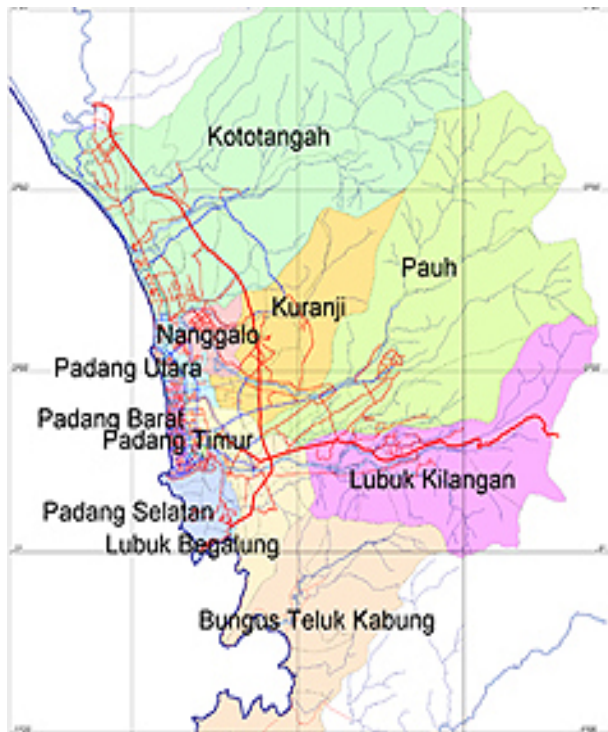 Kototangah
Pauh
Kuranji
Nanggalo
Padang Utara
Padang Barat
Padang Timur
Lubuk Kilangan
Padang Selatan
Lubuk Begalung
Bungus Teluk Kabung